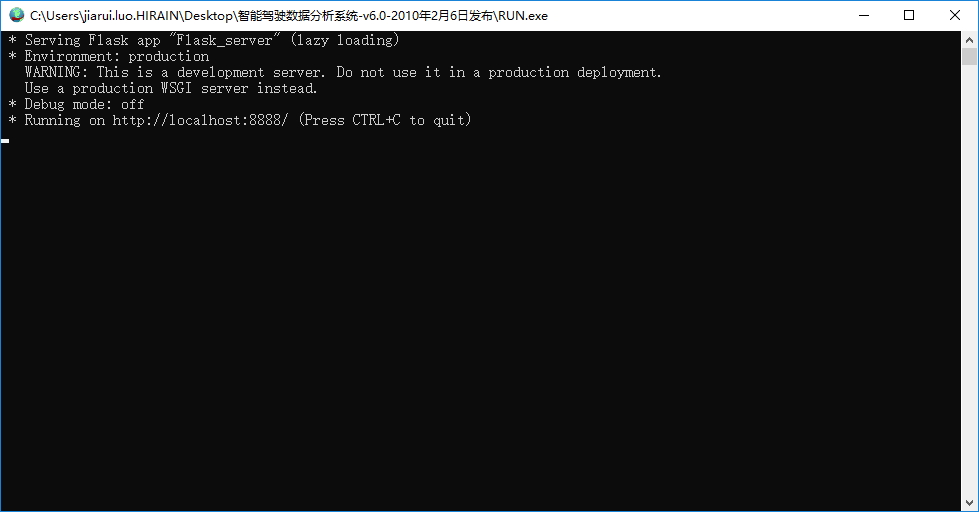 C:\Users\jiarui.luo.HIRAIN\Desktop\智能驾驶数据分析系统-v6.0-2010年2月6日发布\RUN.exe
* Serving Flask app "Flask_server" (lazy loading)
* Environment: production
WARNING: This is a development server. Do not use it in a production deployment.
Use a production WSGI server instead.
* Debug mode: off
* Running on http://localhost:8888/ (Press CTRL+C to quit)